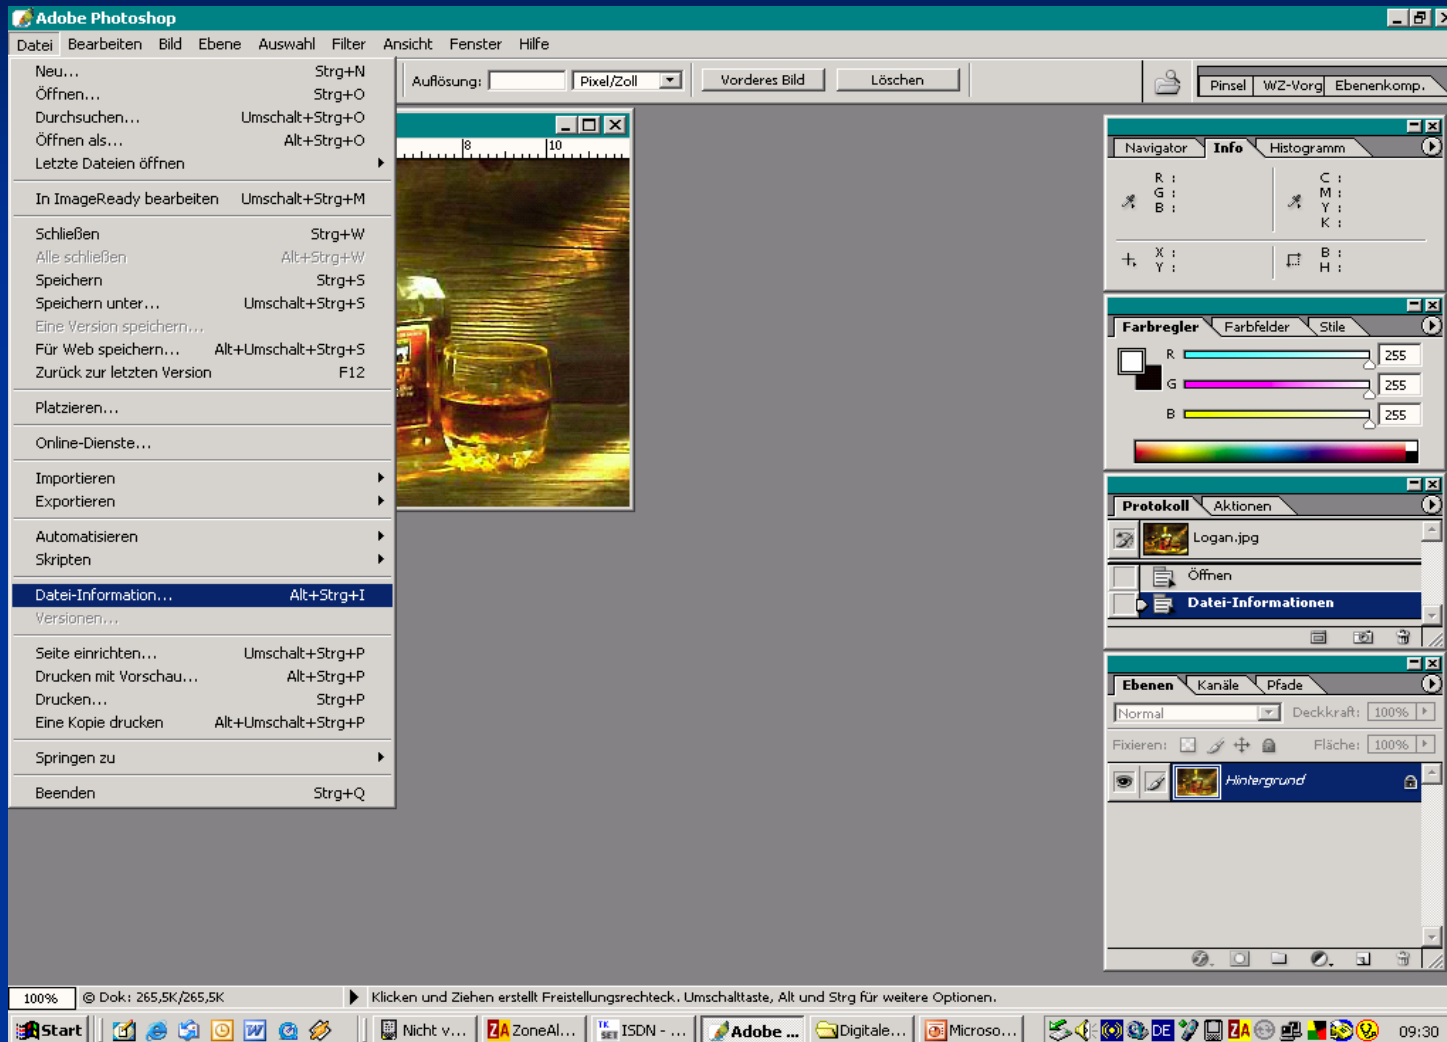 Adobe Photoshop
Datei Bearbeiten Bild Ebene Auswahl Filter Ansicht Fenster Hilfe
Auflösung: Pixel/Zoll Vorderes Bild Löschen
Pinsel WZ-Vorg Ebenenkomp.
Neu... Strg+N
Öffnen... Strg+O
Durchsuchen... Umschalt+Strg+O
Öffnen als... Alt+Strg+O
Letzte Dateien öffnen
In ImageReady bearbeiten Umschalt+Strg+M
Schließen Strg+W
Alle schließen Alt+Strg+W
Speichern Strg+S
Speichern unter... Umschalt+Strg+S
Eine Version speichern...
Für Web speichern... Alt+Umschalt+Strg+S
Zurück zur letzten Version F12
Platzieren...
Online-Dienste...
Importieren
Exportieren
Automatisieren
Skripten
Datei-Information... Alt+Strg+I
Versionen...
Seite einrichten... Umschalt+Strg+P
Drucken mit Vorschau... Alt+Strg+P
Drucken... Strg+P
Eine Kopie drucken Alt+Umschalt+Strg+P
Springen zu
Beenden Strg+Q
8 10
Navigator Info Histogramm
R : C :
G : M :
B : Y :
K :
X : B :
Y : H :
Farbregler Farbfelder Stile
R 255
G 255
B 255
Protokoll Aktionen
Logan.jpg
Öffnen
Datei-Informationen
Ebenen Kanäle Pfade
Normal Deckkraft: 100%
Fixieren: Fläche: 100%
Hintergrund
100% © Dok: 265,5K/265,5K Klicken und Ziehen erstellt Freistellungsrechteck. Umschalttaste, Alt und Strg für weitere Optionen.
Start Nicht v... ZA ZoneAl... TK SET ISDN - ... Adobe ... Digitale... Microso... DE ZA 09:30